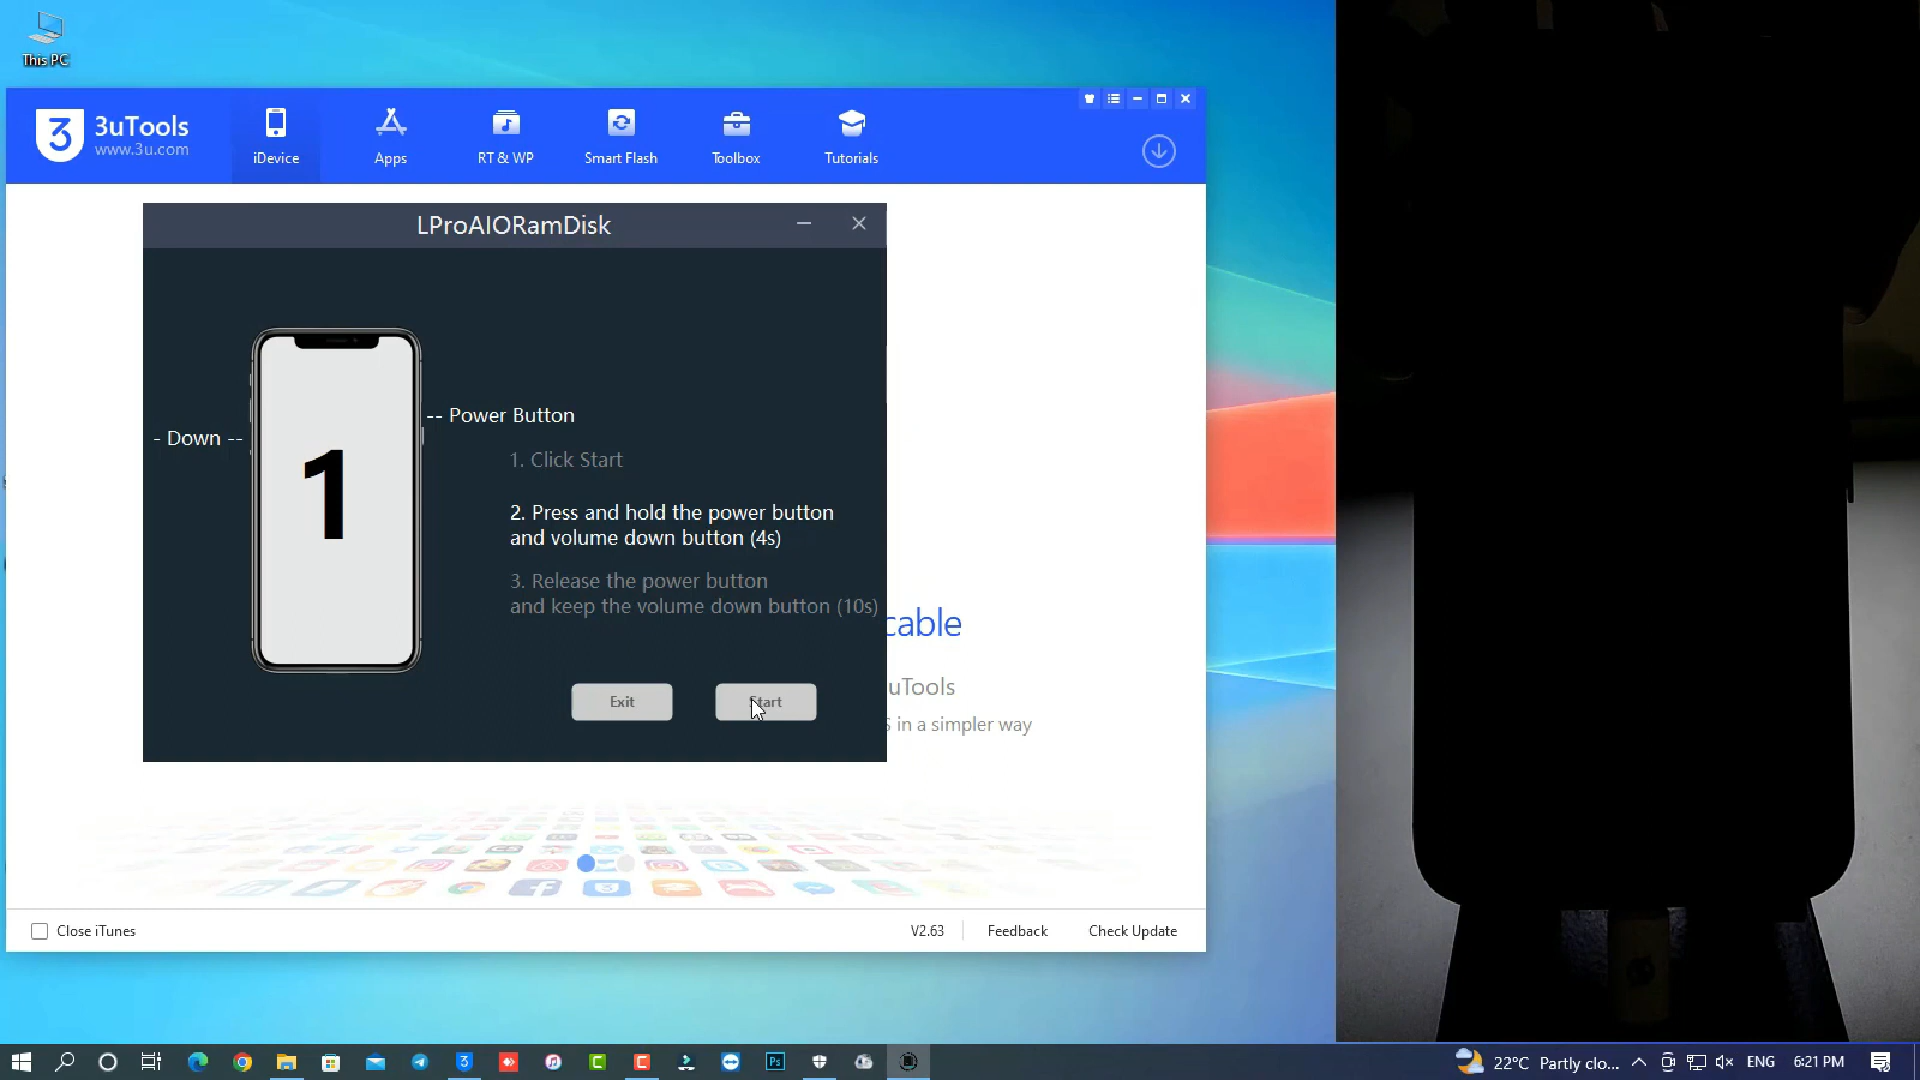 This PC
3uTools
www.3u.com
iDevice
Apps
RT & WP
Smart Flash
Toolbox
Tutorials
LProAIORamDisk
-- Power Button
- Down --
1
1. Click Start
2. Press and hold the power button
and volume down button (4s)
3. Release the power button
and keep the volume down button (10s)
cable
uTools
in a simpler way
Exit
Start
Close iTunes
V2.63
Feedback
Check Update
22°C Partly clo...
ENG
6:21 PM